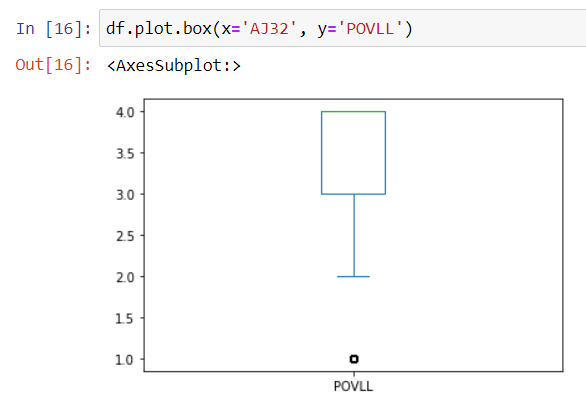 In [16]: df.plot.box(x='AJ32', y='POVLL')
Out[16]: <AxesSubplot:>
4.0
3.5
3.0
2.5
2.0
1.5
1.0
POVLL